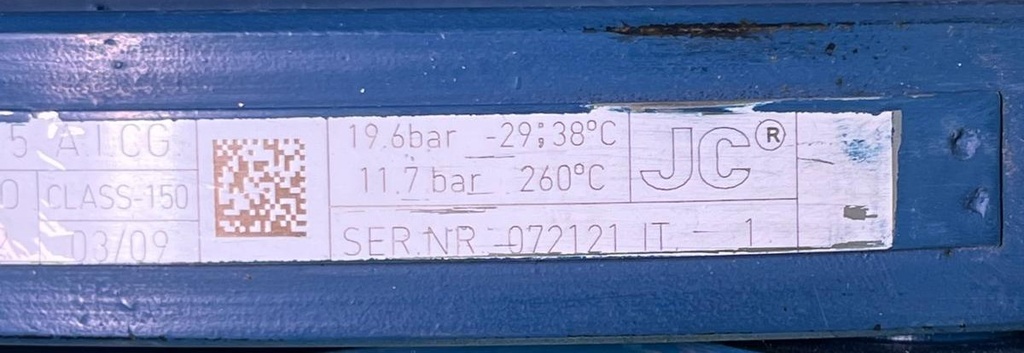 5 A.I.CG
CLASS-150
03/09
19.6bar -29;38°C
11.7 bar 260°C
JC®
SER.NR 072121 IT. 1